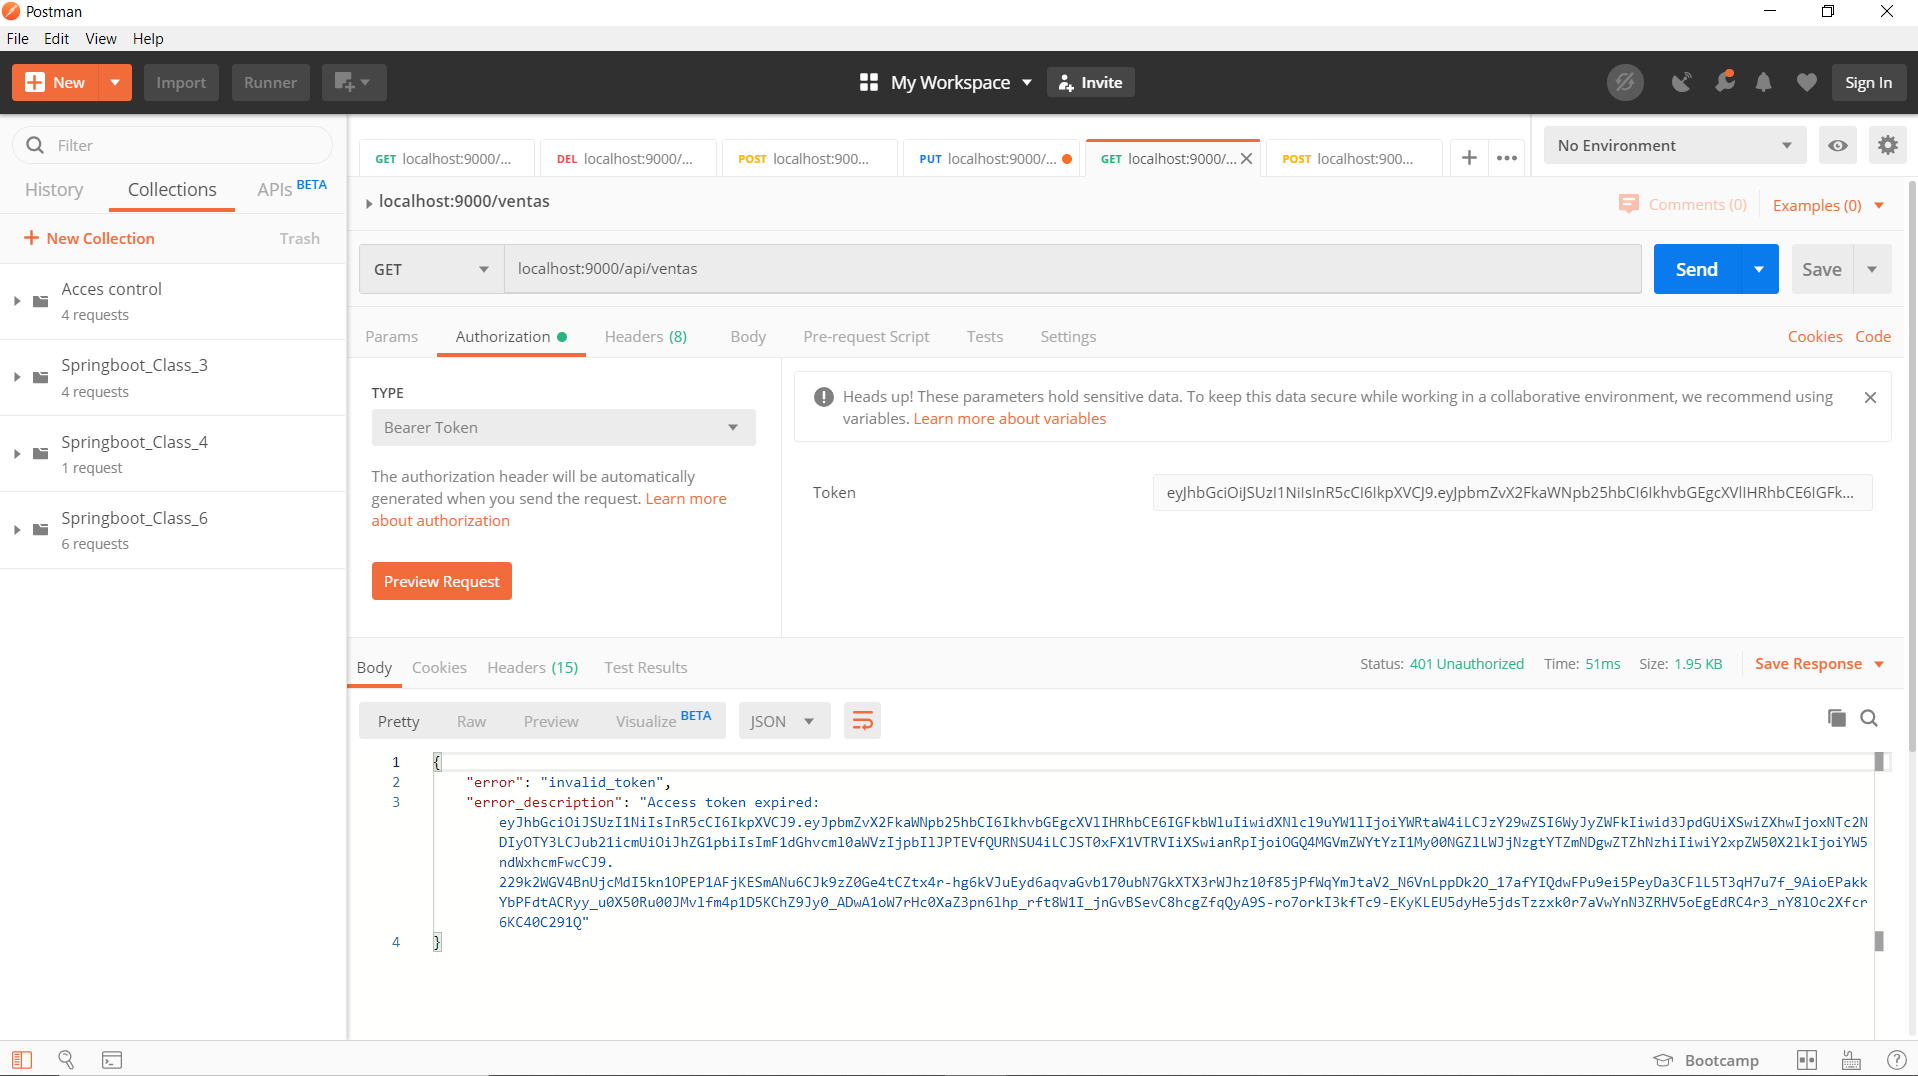 Postman
File Edit View Help
New Import Runner My Workspace Invite Sign In
Filter
History Collections APIs BETA
New Collection Trash
Acces control
4 requests
Springboot_Class_3
4 requests
Springboot_Class_4
1 request
Springboot_Class_6
6 requests
GET localhost:9000/... DEL localhost:9000/... POST localhost:900... PUT localhost:9000/... GET localhost:9000/... POST localhost:900... No Environment
localhost:9000/ventas Comments (0) Examples (0)
GET localhost:9000/api/ventas Send Save
Params Authorization Headers (8) Body Pre-request Script Tests Settings Cookies Code
TYPE
Bearer Token
The authorization header will be automatically
generated when you send the request. Learn more
about authorization
Preview Request
Heads up! These parameters hold sensitive data. To keep this data secure while working in a collaborative environment, we recommend using
variables. Learn more about variables
Token
Body Cookies Headers (15) Test Results Status: 401 Unauthorized Time: 51ms Size: 1.95 KB Save Response
Pretty Raw Preview Visualize BETA JSON
1 {
2 "error": "invalid_token",
3 "error_description": "Access token expired:
4 }
Bootcamp